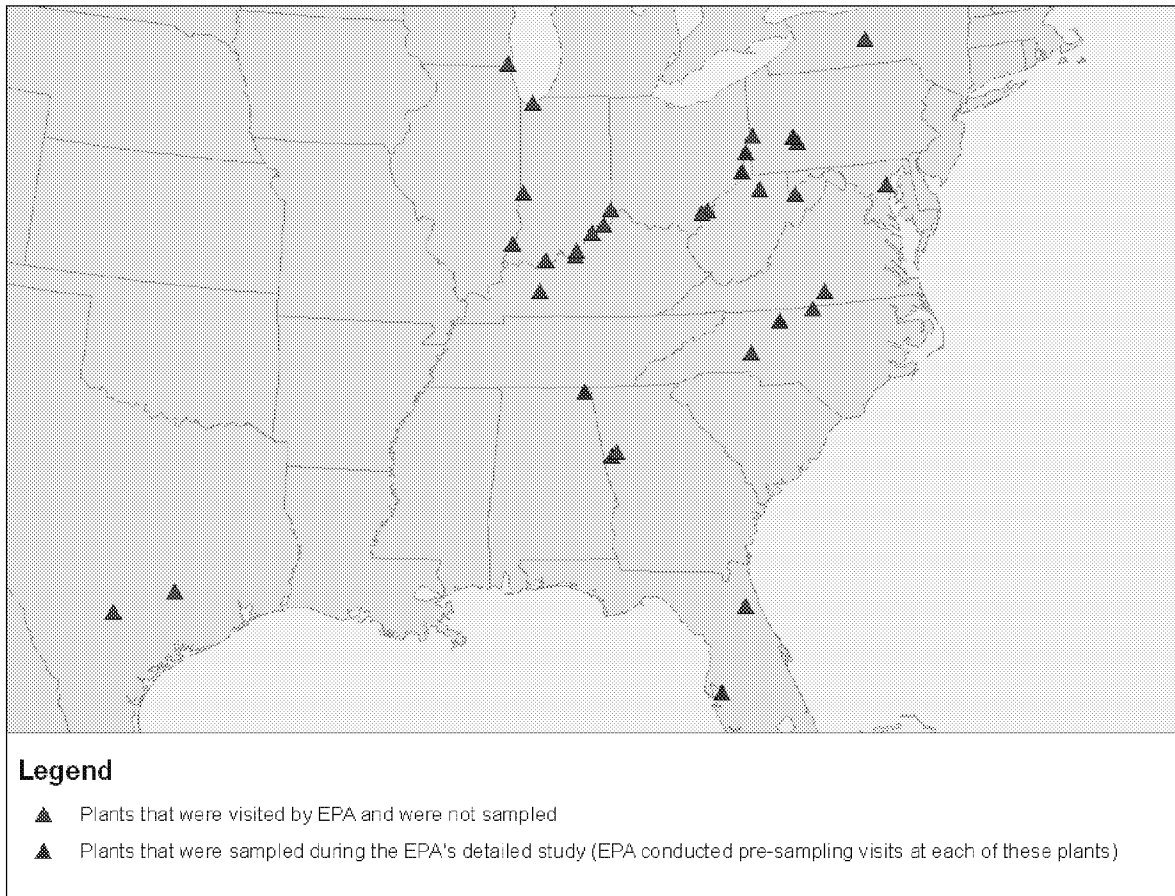 Legend
Plants that were visited by EPA and were not sampled
Plants that were sampled during the EPA's detailed study (EPA conducted pre-sampling visits at each of these plants)